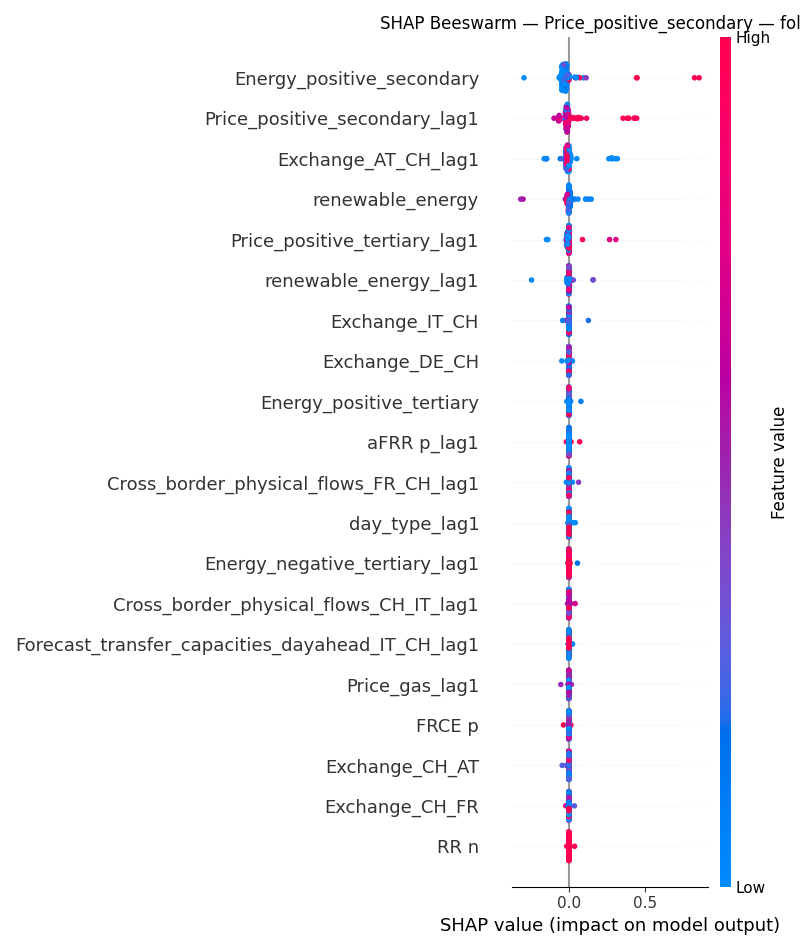 SHAP Beeswarm — Price_positive_secondary — fol
High
Energy_positive_secondary
Price_positive_secondary_lag1
Exchange_AT_CH_lag1
renewable_energy
Price_positive_tertiary_lag1
renewable_energy_lag1
Exchange_IT_CH
Exchange_DE_CH
Energy_positive_tertiary
aFRR p_lag1
Cross_border_physical_flows_FR_CH_lag1
day_type_lag1
Energy_negative_tertiary_lag1
Cross_border_physical_flows_CH_IT_lag1
Forecast_transfer_capacities_dayahead_IT_CH_lag1
Price_gas_lag1
FRCE p
Exchange_CH_AT
Exchange_CH_FR
RR n
Feature value
Low
0.0 0.5
SHAP value (impact on model output)